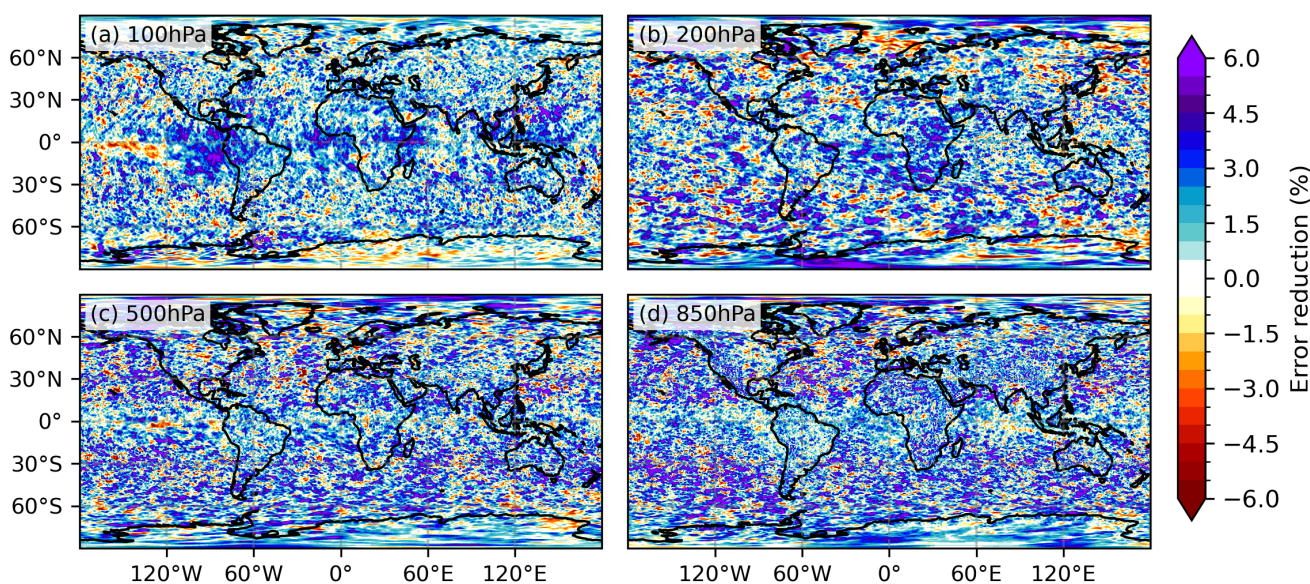 (a) 100hPa
(b) 200hPa
60°N
30°N
0°
30°S
60°S
(c) 500hPa
(d) 850hPa
60°N
30°N
0°
30°S
60°S
120°W 60°W 0° 60°E 120°E
120°W 60°W 0° 60°E 120°E
6.0
4.5
3.0
1.5
0.0
−1.5
−3.0
−4.5
−6.0
Error reduction (%)